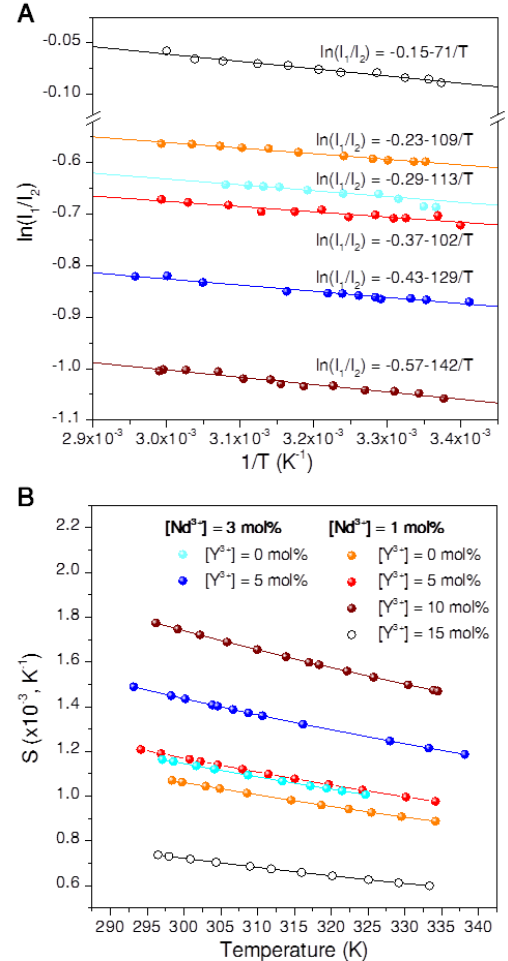 A
ln(I₁/I₂) = -0.15-71/T
-0.05
-0.10
ln(I₁/I₂) = -0.23-109/T
-0.6
ln(I₁/I₂) = -0.29-113/T
-0.7
ln(I₁/I₂) = -0.37-102/T
-0.8
ln(I₁/I₂) = -0.43-129/T
-0.9
-1.0
ln(I₁/I₂) = -0.57-142/T
-1.1
ln(I₁/I₂)
2.9x10⁻³ 3.0x10⁻³ 3.1x10⁻³ 3.2x10⁻³ 3.3x10⁻³ 3.4x10⁻³
1/T (K⁻¹)
B
[Nd³⁺] = 3 mol% [Nd³⁺] = 1 mol%
[Y³⁺] = 0 mol% [Y³⁺] = 0 mol%
[Y³⁺] = 5 mol% [Y³⁺] = 5 mol%
[Y³⁺] = 10 mol%
[Y³⁺] = 15 mol%
2.2
2.0
1.8
1.6
1.4
1.2
1.0
0.8
0.6
S (x10⁻³, K⁻¹)
290 295 300 305 310 315 320 325 330 335 340
Temperature (K)